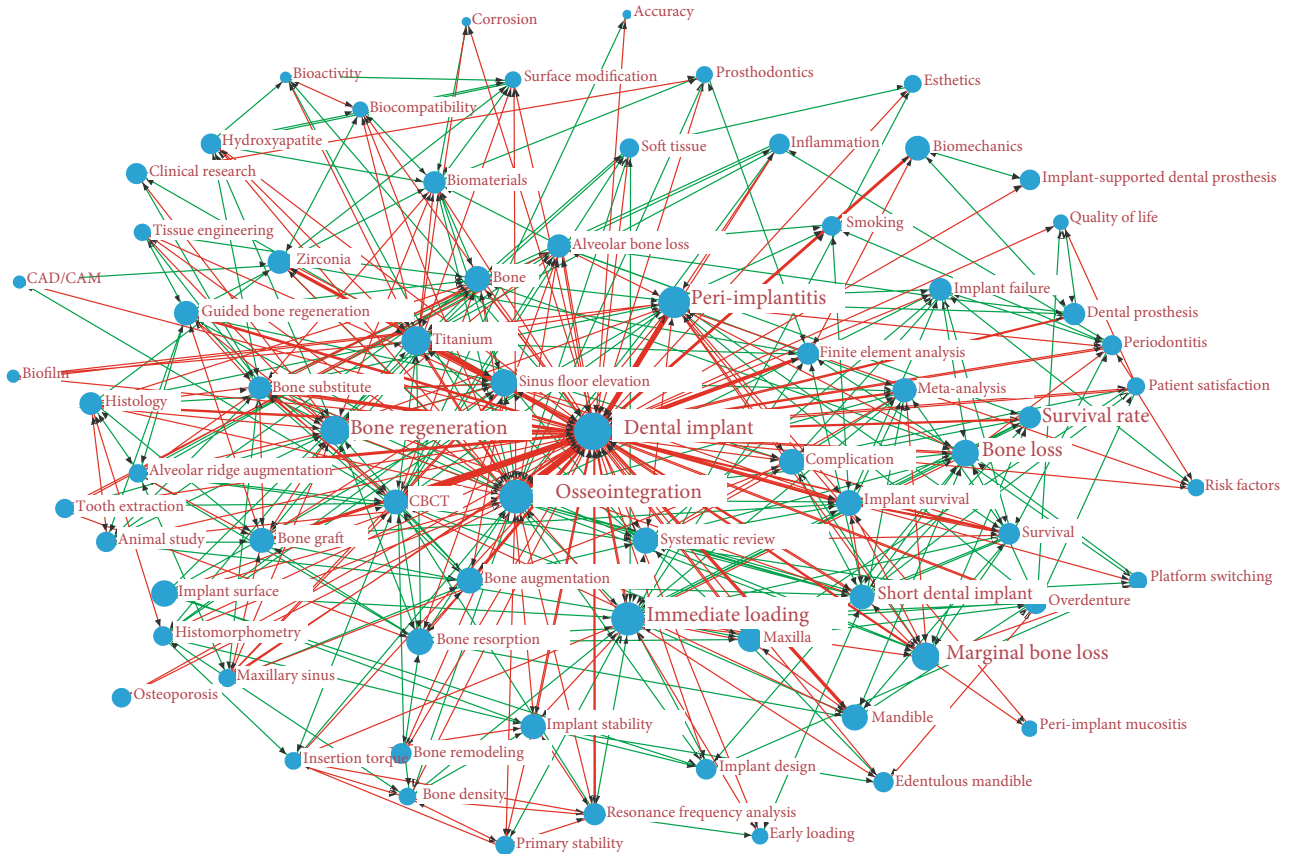 Corrosion
Accuracy
Bioactivity
Surface modification
Prosthodontics
Esthetics
Biocompatibility
Hydroxyapatite
Soft tissue
Inflammation
Biomechanics
Clinical research
Biomaterials
Implant-supported dental prosthesis
Tissue engineering
Smoking
Quality of life
Zirconia
Alveolar bone loss
CAD/CAM
Bone
Peri-implantitis
Implant failure
Guided bone regeneration
Dental prosthesis
Titanium
Finite element analysis
Periodontitis
Biofilm
Bone substitute
Sinus floor elevation
Meta-analysis
Patient satisfaction
Histology
Bone regeneration
Dental implant
Survival rate
Alveolar ridge augmentation
Complication
Bone loss
CBCT
Osseointegration
Implant survival
Risk factors
Tooth extraction
Animal study
Bone graft
Systematic review
Survival
Implant surface
Bone augmentation
Short dental implant
Platform switching
Overdenture
Histomorphometry
Bone resorption
Immediate loading
Maxilla
Marginal bone loss
Maxillary sinus
Osteoporosis
Implant stability
Mandible
Peri-implant mucositis
Insertion torque
Bone remodeling
Implant design
Edentulous mandible
Bone density
Resonance frequency analysis
Primary stability
Early loading